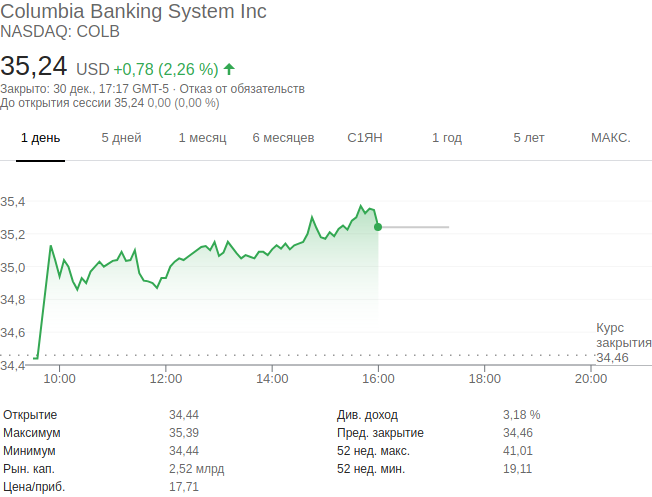 Columbia Banking System Inc
NASDAQ: COLB
35,24 USD +0,78 (2,26 %)
Закрыто: 30 дек., 17:17 GMT-5 · Отказ от обязательств
До открытия сессии 35,24 0,00 (0,00 %)
1 день 5 дней 1 месяц 6 месяцев С1ЯН 1 год 5 лет МАКС.
35,4
35,2
35,0
34,8
34,6
34,4
Курс
закрытия
34,46
10:00 12:00 14:00 16:00 18:00 20:00
Открытие 34,44 Див. доход 3,18 %
Максимум 35,39 Пред. закрытие 34,46
Минимум 34,44 52 нед. макс. 41,01
Рын. кап. 2,52 млрд 52 нед. мин. 19,11
Цена/приб. 17,71